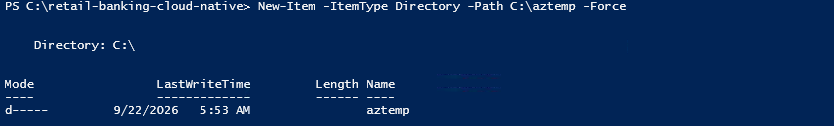 PS C:\retail-banking-cloud-native> New-Item -ItemType Directory -Path C:\aztemp -Force
Directory: C:\
Mode LastWriteTime Length Name
---- ------------- ------ ----
d----- 9/22/2026 5:53 AM aztemp